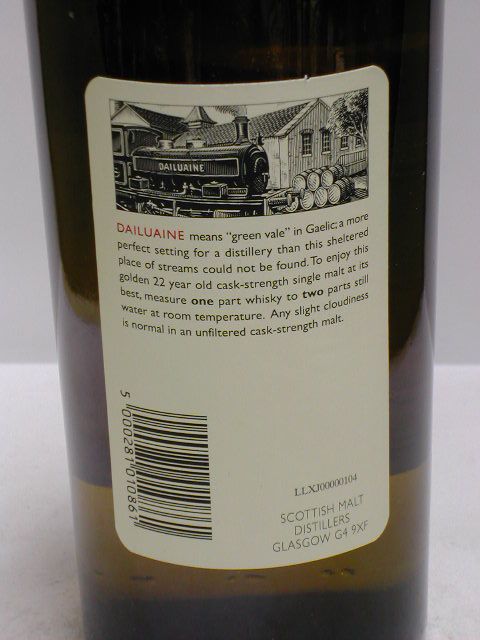 DAILUAINE
DAILUAINE means "green vale" in Gaelic; a more
perfect setting for a distillery than this sheltered
place of streams could not be found. To enjoy this
golden 22 year old cask-strength single malt at its
best, measure one part whisky to two parts still
water at room temperature. Any slight cloudiness
is normal in an unfiltered cask-strength malt.
5 000281 010861
LLXJ00000104
SCOTTISH MALT
DISTILLERS
GLASGOW G4 9XF